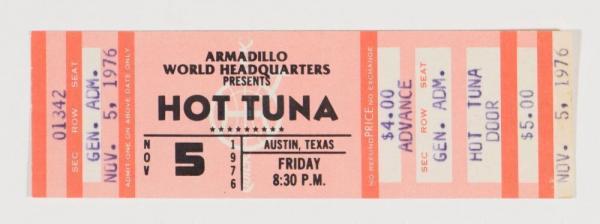 01342
SEC ROW SEAT
GEN. ADM.
NOV. 5, 1976
ADMIT ONE ON THIS DATE ONLY
ARMADILLO
WORLD HEADQUARTERS
PRESENTS
HOT TUNA
**********
NOV
5
1976
AUSTIN, TEXAS
FRIDAY
8:30 P.M.
NO REFUND PRICE NO EXCHANGE
$4.00
ADVANCE
GEN. ADM.
SEC ROW SEAT
HOT TUNA
DOOR
$5.00
NOV. 5, 1976